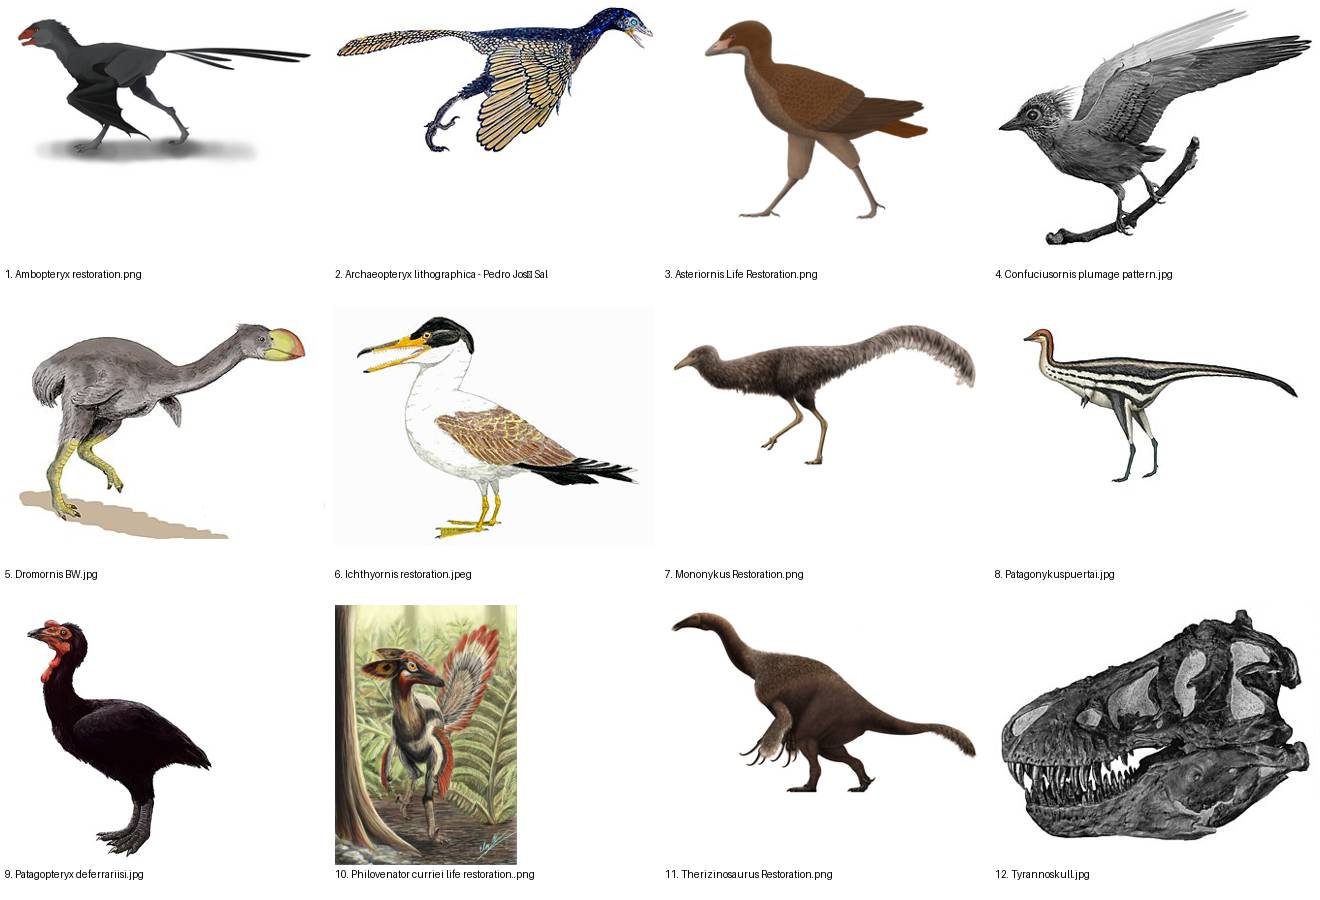 1. Ambopteryx restoration.png
2. Archaeopteryx lithographica - Pedro Jos Sal
3. Asteriornis Life Restoration.png
4. Confuciusornis plumage pattern.jpg
5. Dromornis BW.jpg
6. Ichthyornis restoration.jpeg
7. Mononykus Restoration.png
8. Patagonykuspuertai.jpg
9. Patagopteryx deferrariisi.jpg
10. Philovenator curriei life restoration..png
11. Therizinosaurus Restoration.png
12. Tyrannoskull.jpg